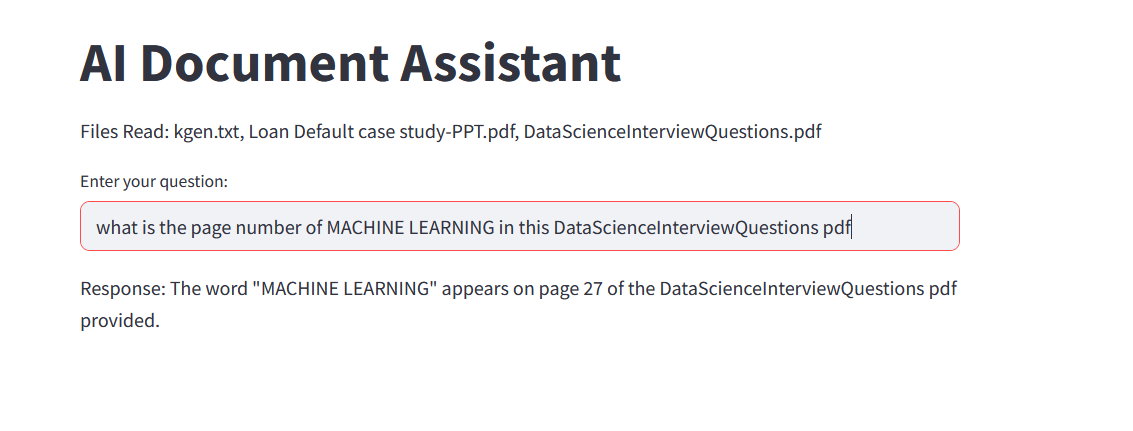 AI Document Assistant
Files Read: kgen.txt, Loan Default case study-PPT.pdf, DataScienceInterviewQuestions.pdf
Enter your question:
what is the page number of MACHINE LEARNING in this DataScienceInterviewQuestions pdf
Response: The word "MACHINE LEARNING" appears on page 27 of the DataScienceInterviewQuestions pdf
provided.